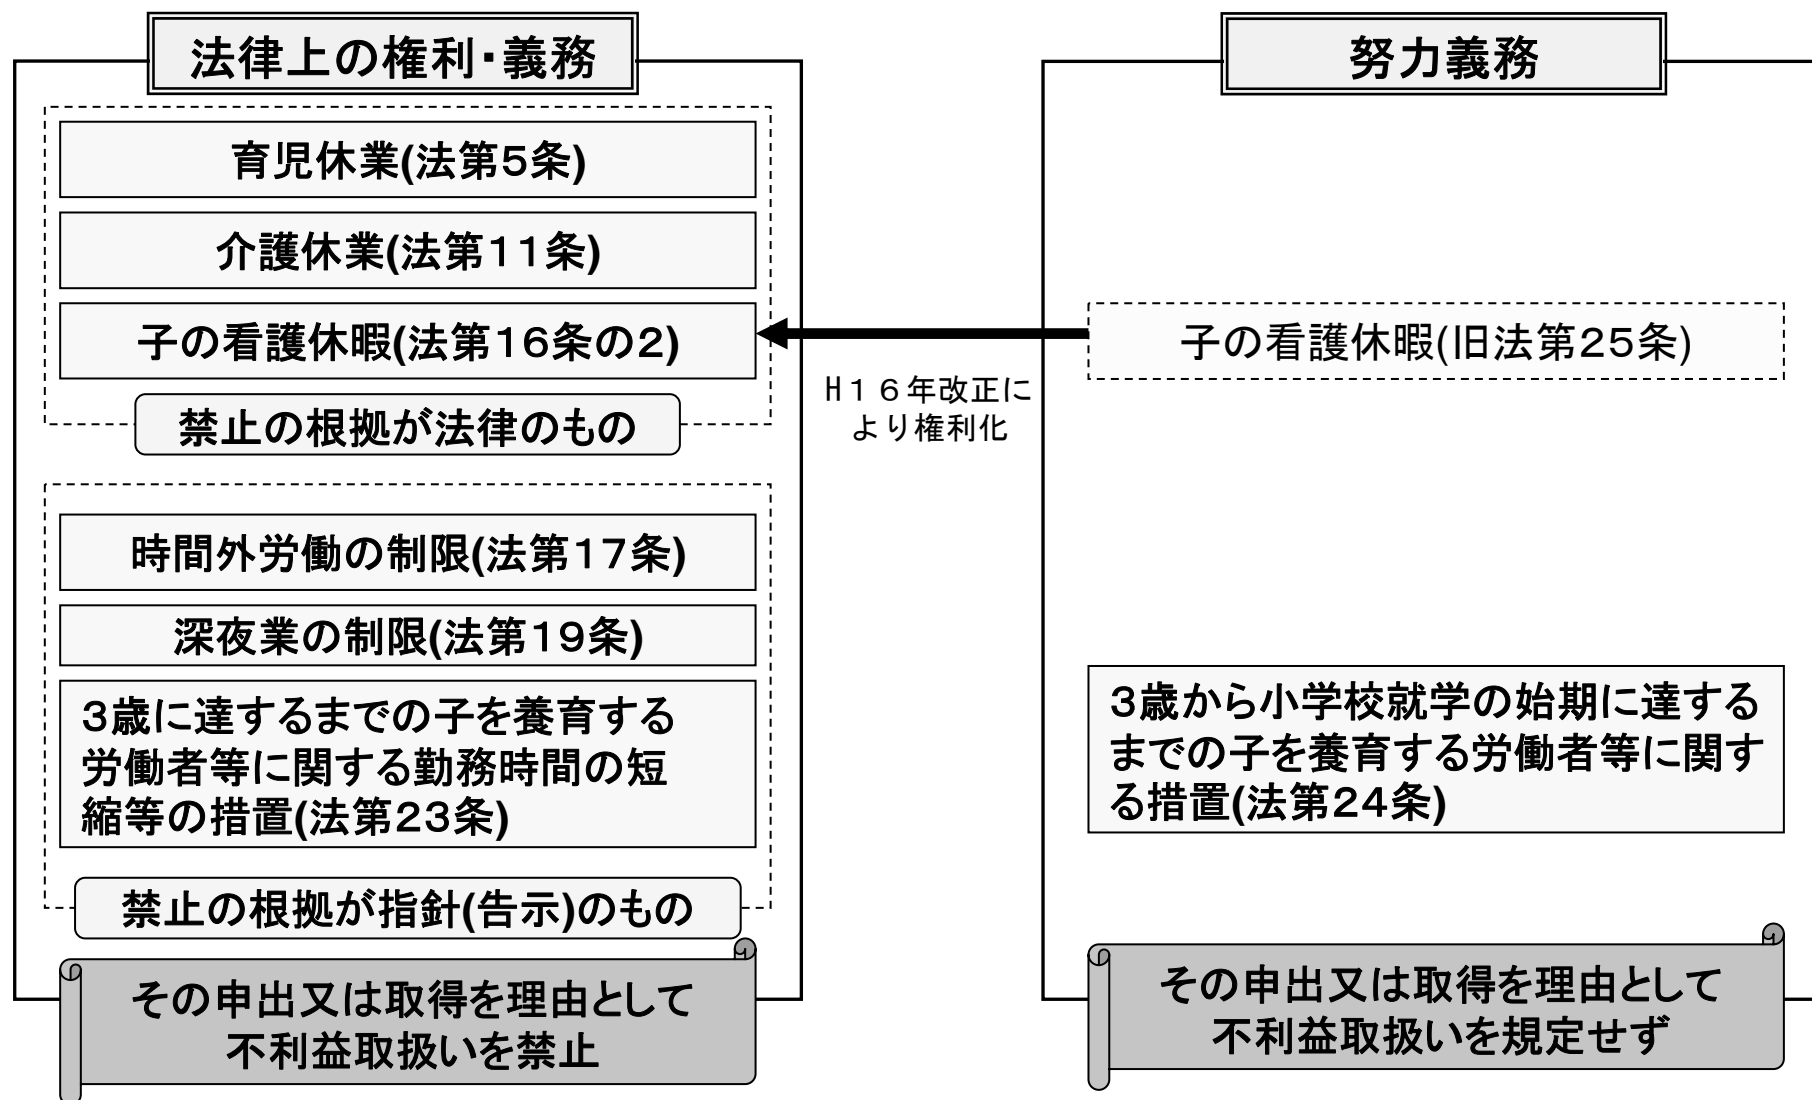 法律上の権利・義務
育児休業(法第5条)
介護休業(法第11条)
子の看護休暇(法第16条の2)
禁止の根拠が法律のもの
時間外労働の制限(法第17条)
深夜業の制限(法第19条)
3歳に達するまでの子を養育する
労働者等に関する勤務時間の短
縮等の措置(法第23条)
禁止の根拠が指針(告示)のもの
その申出又は取得を理由として
不利益取扱いを禁止
H16年改正に
より権利化
努力義務
子の看護休暇(旧法第25条)
3歳から小学校就学の始期に達する
までの子を養育する労働者等に関す
る措置(法第24条)
その申出又は取得を理由として
不利益取扱いを規定せず